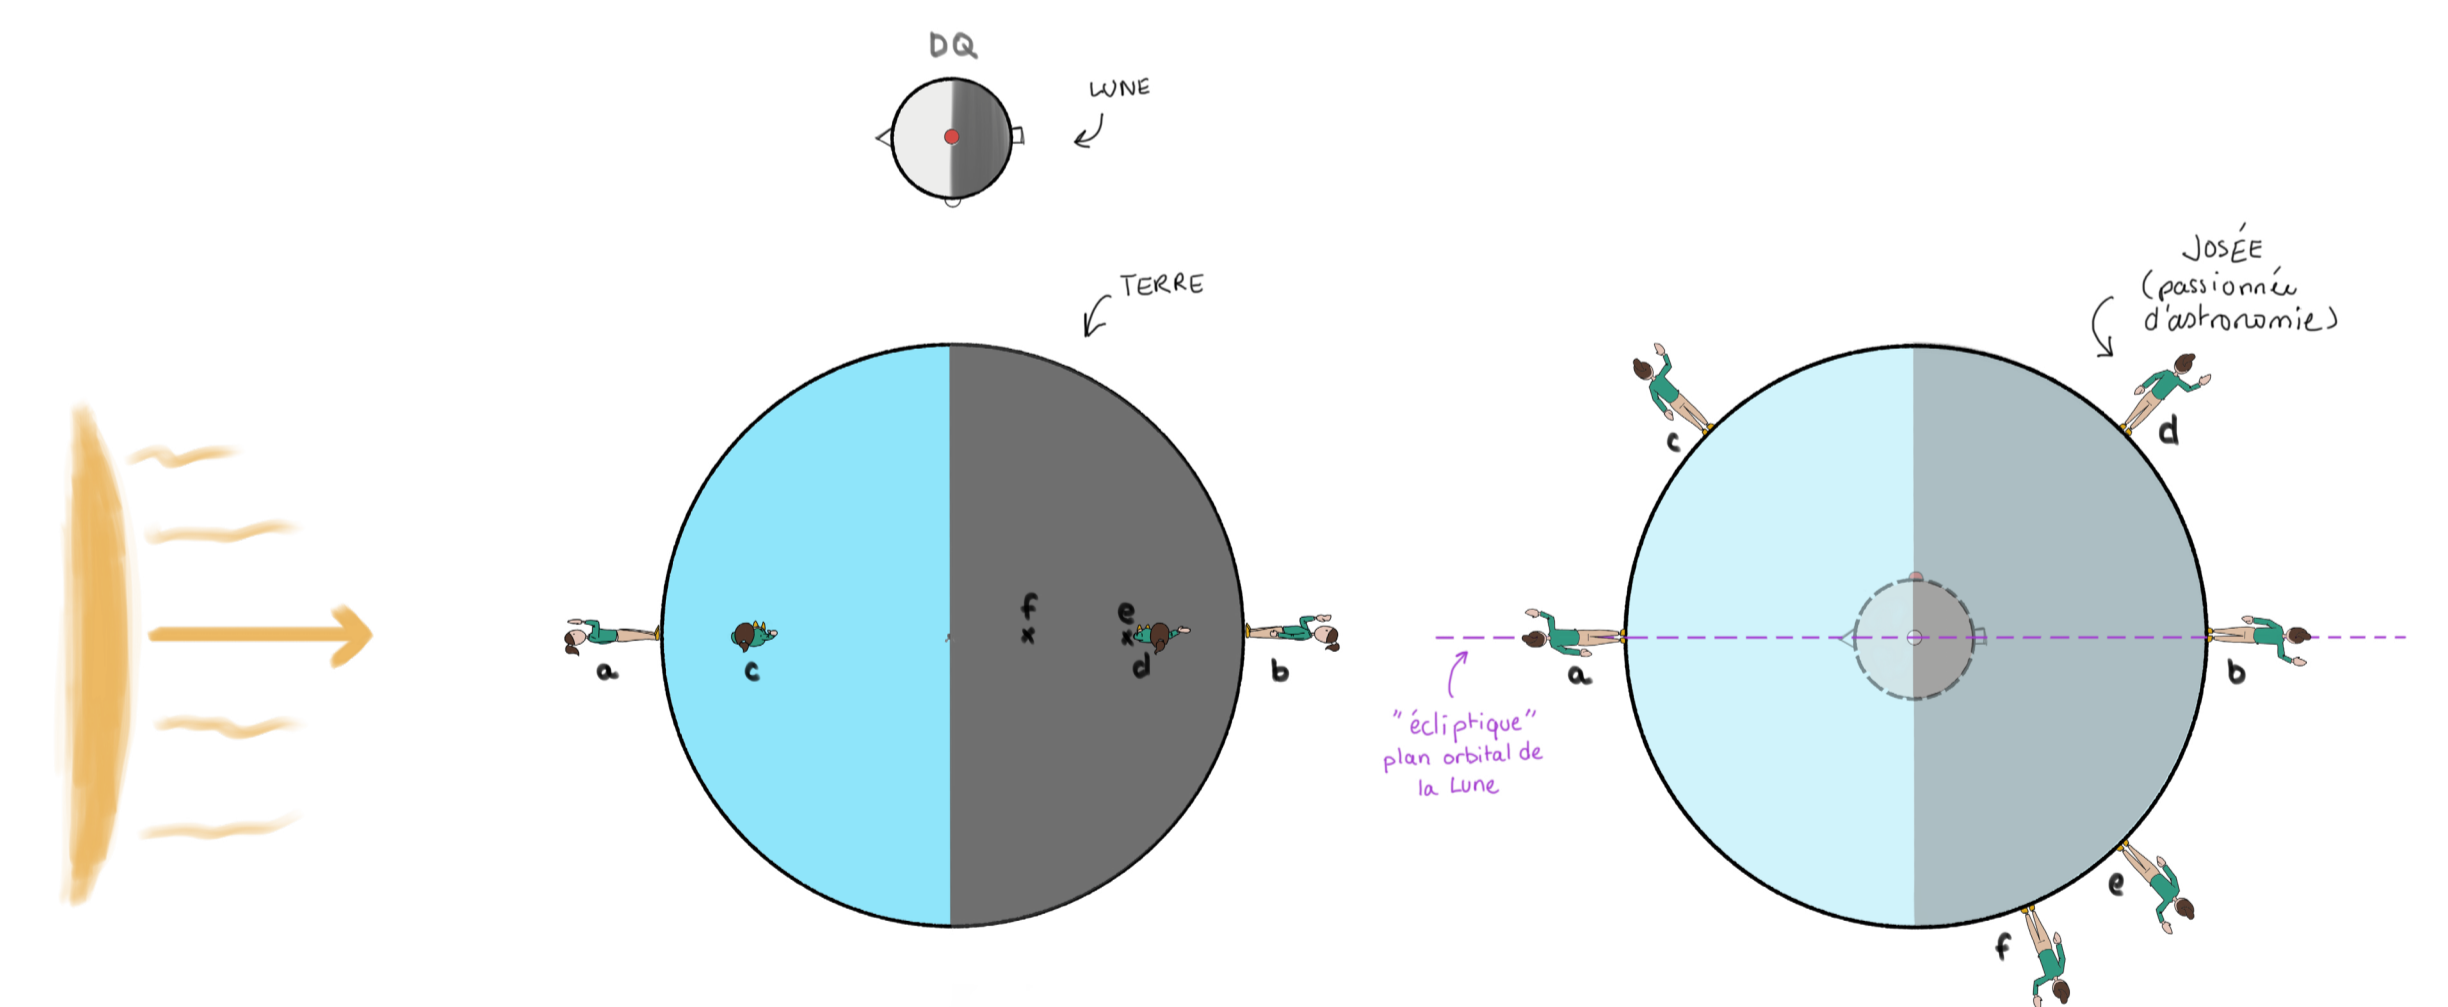 DQ
LUNE
TERRE
a
c
f
e
d
b
JOSÉE
(passionnée
d'astronomie)
c
d
a
b
"écliptique"
plan orbital de
la Lune
e
f